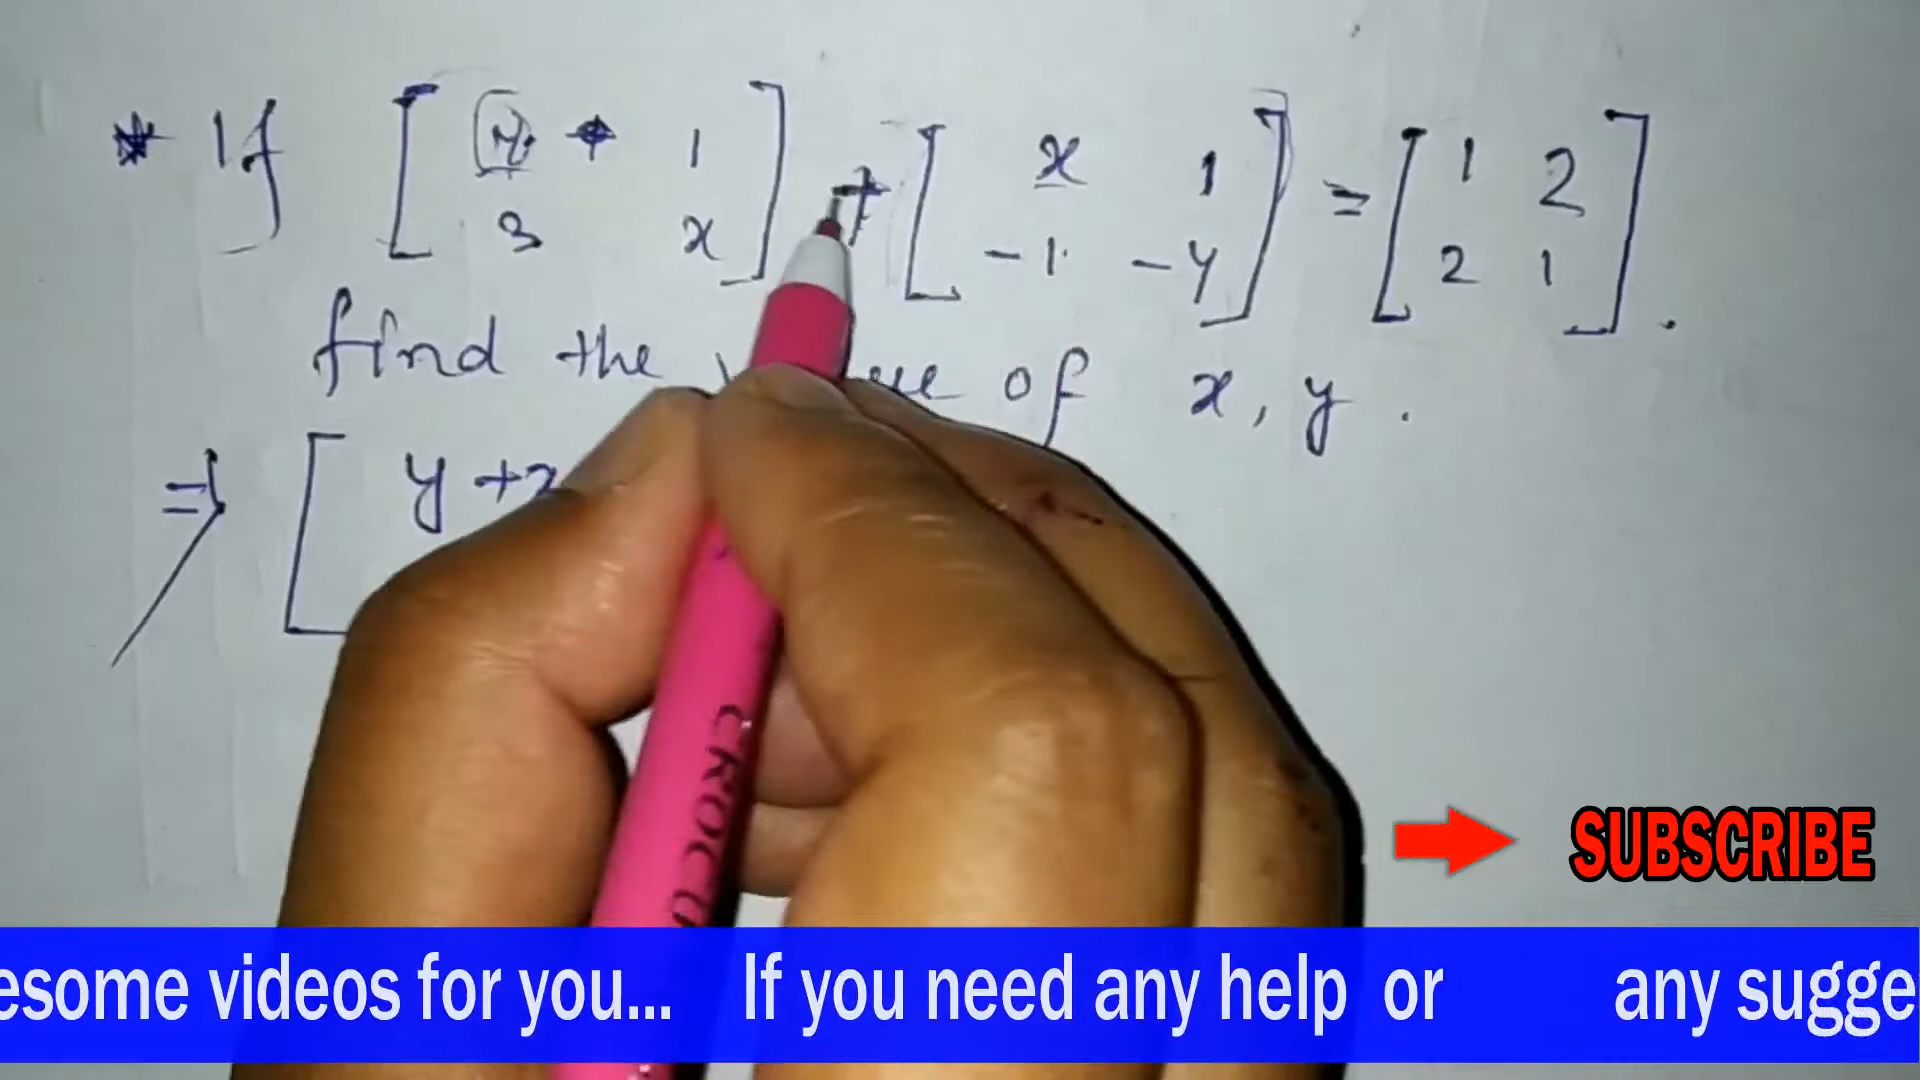 * If [ y 1 ] + [ x 1 ] = [ 1 2 ] .
[ 3 x ] [ -1 -y ] [ 2 1 ]
find the of x, y .
⇒ [ y + x
CROC
SUBSCRIBE
esome videos for you... If you need any help or any sugge